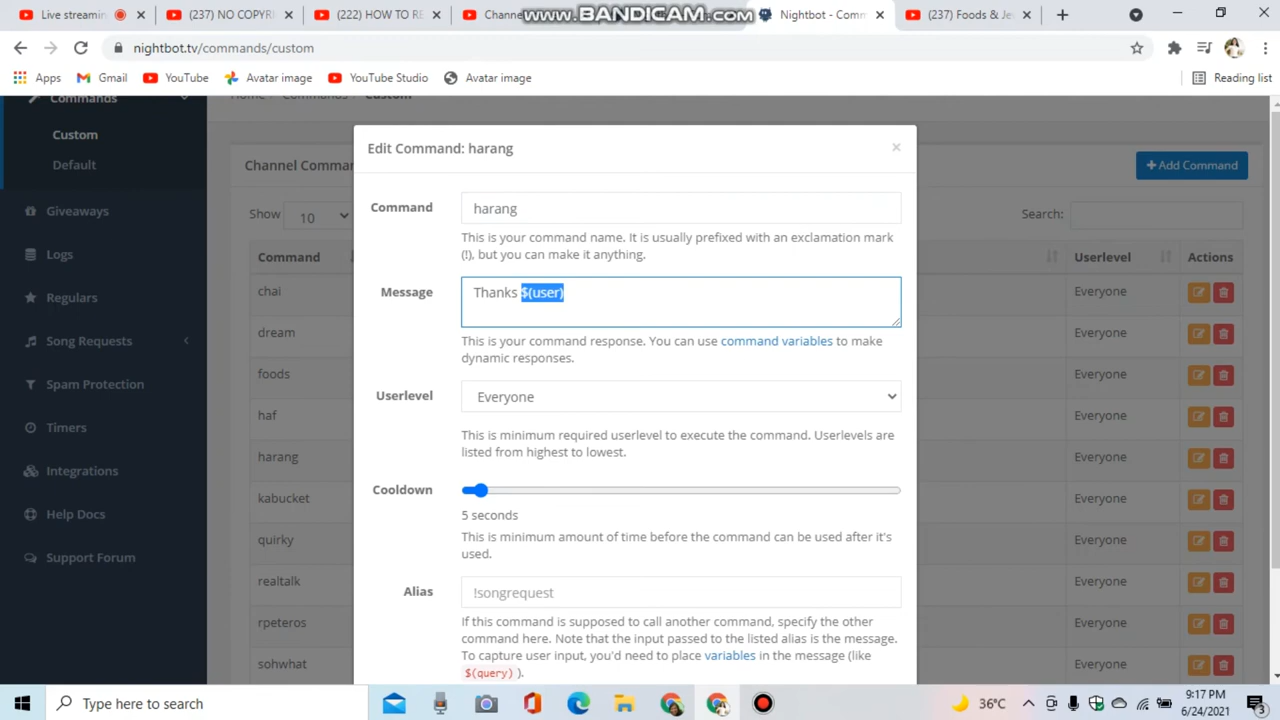 Live streaming
(237) NO COPYRI
(222) HOW TO RE
Channel
www.BANDICAM.com
Nightbot - Comm
(237) Foods & Je
nightbot.tv/commands/custom
Apps
Gmail
YouTube
Avatar image
YouTube Studio
Avatar image
Reading list
Commands
Custom
Default
Giveaways
Logs
Regulars
Song Requests
Spam Protection
Timers
Integrations
Help Docs
Support Forum
Home
Commands
Custom
Channel Comman
+ Add Command
Show
10
Search:
Command
Userlevel
Actions
chai
Everyone
dream
Everyone
foods
Everyone
haf
Everyone
harang
Everyone
kabucket
Everyone
quirky
Everyone
realtalk
Everyone
rpeteros
Everyone
sohwhat
Everyone
Edit Command: harang
×
Command
harang
This is your command name. It is usually prefixed with an exclamation mark
(!), but you can make it anything.
Message
Thanks $(user)
This is your command response. You can use command variables to make
dynamic responses.
Userlevel
Everyone
This is minimum required userlevel to execute the command. Userlevels are
listed from highest to lowest.
Cooldown
5 seconds
This is minimum amount of time before the command can be used after it's
used.
Alias
!songrequest
If this command is supposed to call another command, specify the other
command here. Note that the input passed to the listed alias is the message.
To capture user input, you'd need to place variables in the message (like
$(query) ).
Type here to search
36°C
9:17 PM
6/24/2021
3